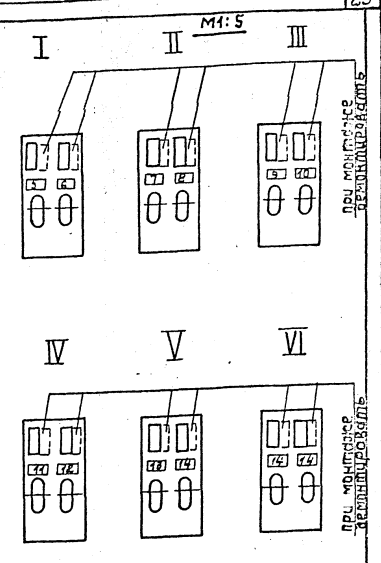 М1:5
I II III
5 6 7 8 9 10
при монтаже
демонтировать
IV V VI
11 12 13 14 14 14
при монтаже
демонтировать